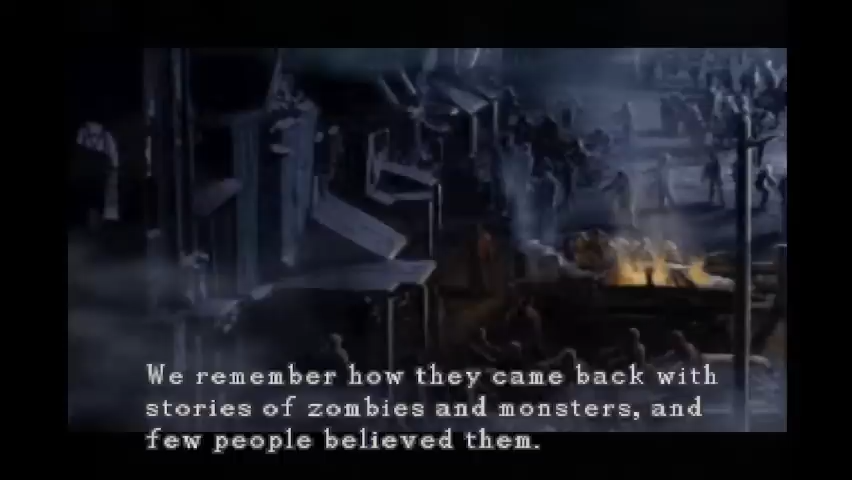 We remember how they came back with
stories of zombies and monsters, and
few people believed them.